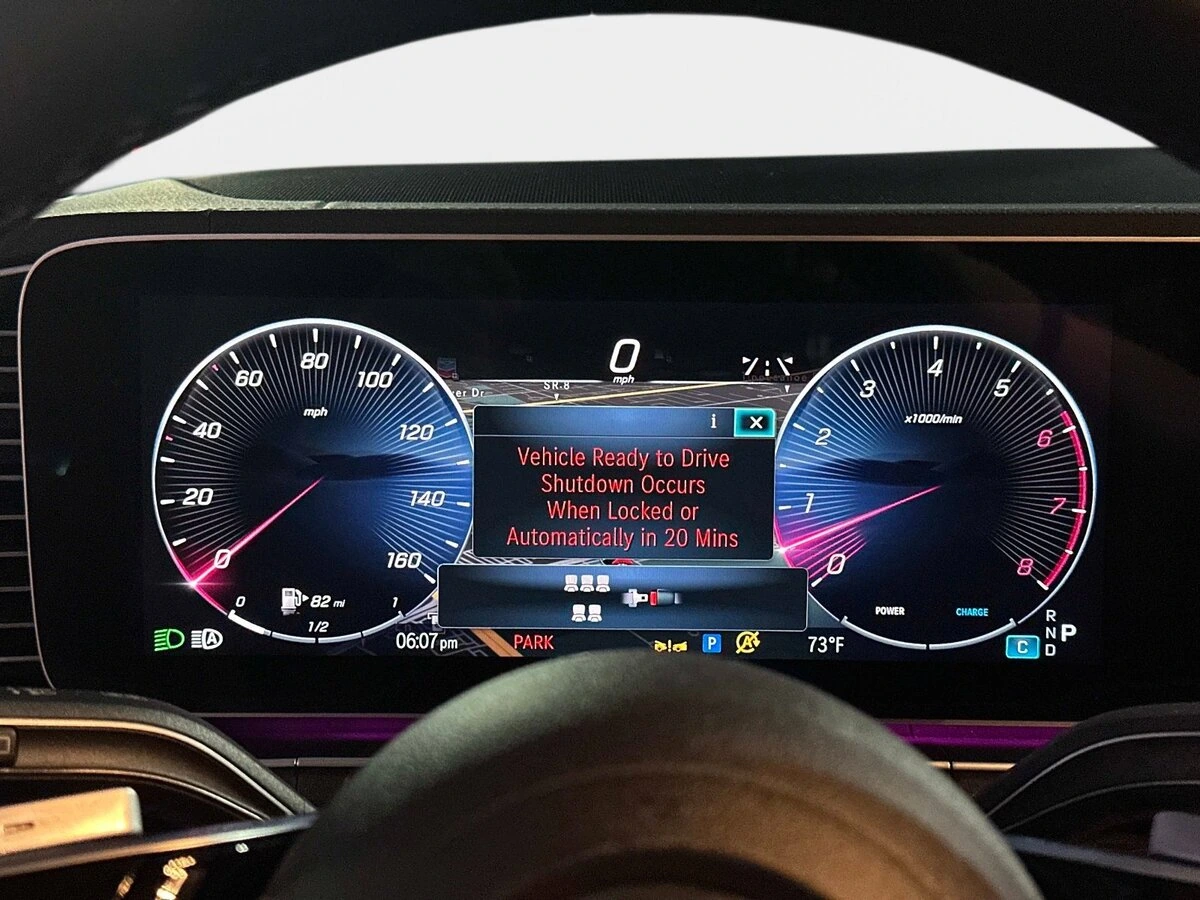 0
mph
SR.8
er Dr
80
60
100
mph
40
120
20
140
0
160
82 mi
0
1
1/2
i
X
Vehicle Ready to Drive
Shutdown Occurs
When Locked or
Automatically in 20 Mins
4
3
5
x1000/min
2
6
1
7
0
8
POWER
CHARGE
R
N
P
C
D
A
06:07 pm
PARK
P
A
73°F